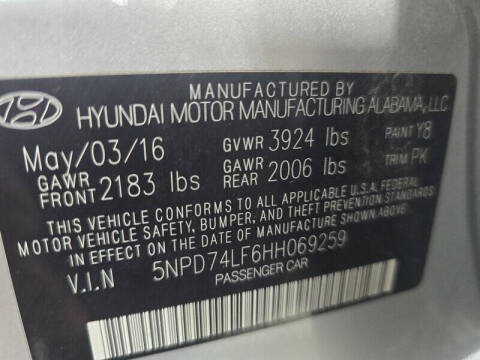 MANUFACTURED BY
HYUNDAI MOTOR MANUFACTURING ALABAMA, LLC
May/03/16 GVWR 3924 lbs PAINT Y8
GAWR FRONT 2183 lbs GAWR REAR 2006 lbs TRIM PK
THIS VEHICLE CONFORMS TO ALL APPLICABLE U.S.A. FEDERAL
MOTOR VEHICLE SAFETY, BUMPER, AND THEFT PREVENTION STANDARDS
IN EFFECT ON THE DATE OF MANUFACTURE SHOWN ABOVE.
V.I.N 5NPD74LF6HH069259
PASSENGER CAR